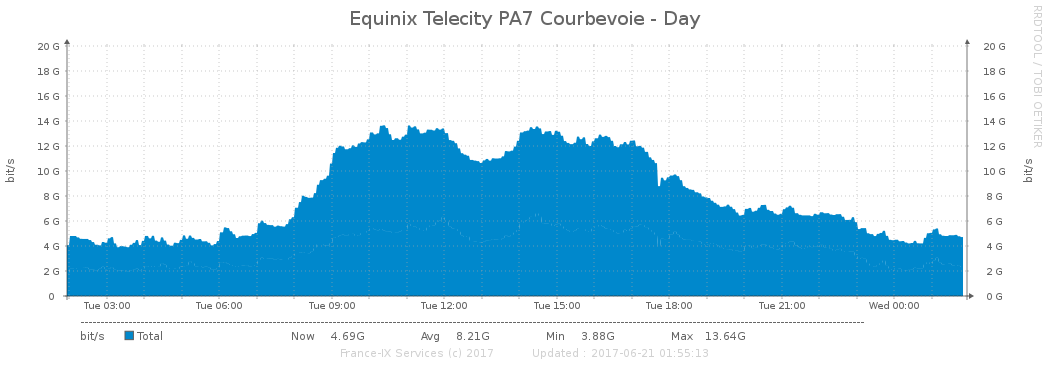 Equinix Telecity PA7 Courbevoie - Day
RRDTOOL / TOBI OETIKER
bit/s
20 G
18 G
16 G
14 G
12 G
10 G
8 G
6 G
4 G
2 G
0
20 G
18 G
16 G
14 G
12 G
10 G
8 G
6 G
4 G
2 G
0 G
bit/s
Tue 03:00 Tue 06:00 Tue 09:00 Tue 12:00 Tue 15:00 Tue 18:00 Tue 21:00 Wed 00:00
bit/s Total Now 4.69G Avg 8.21G Min 3.88G Max 13.64G
France-IX Services (c) 2017 Updated : 2017-06-21 01:55:13